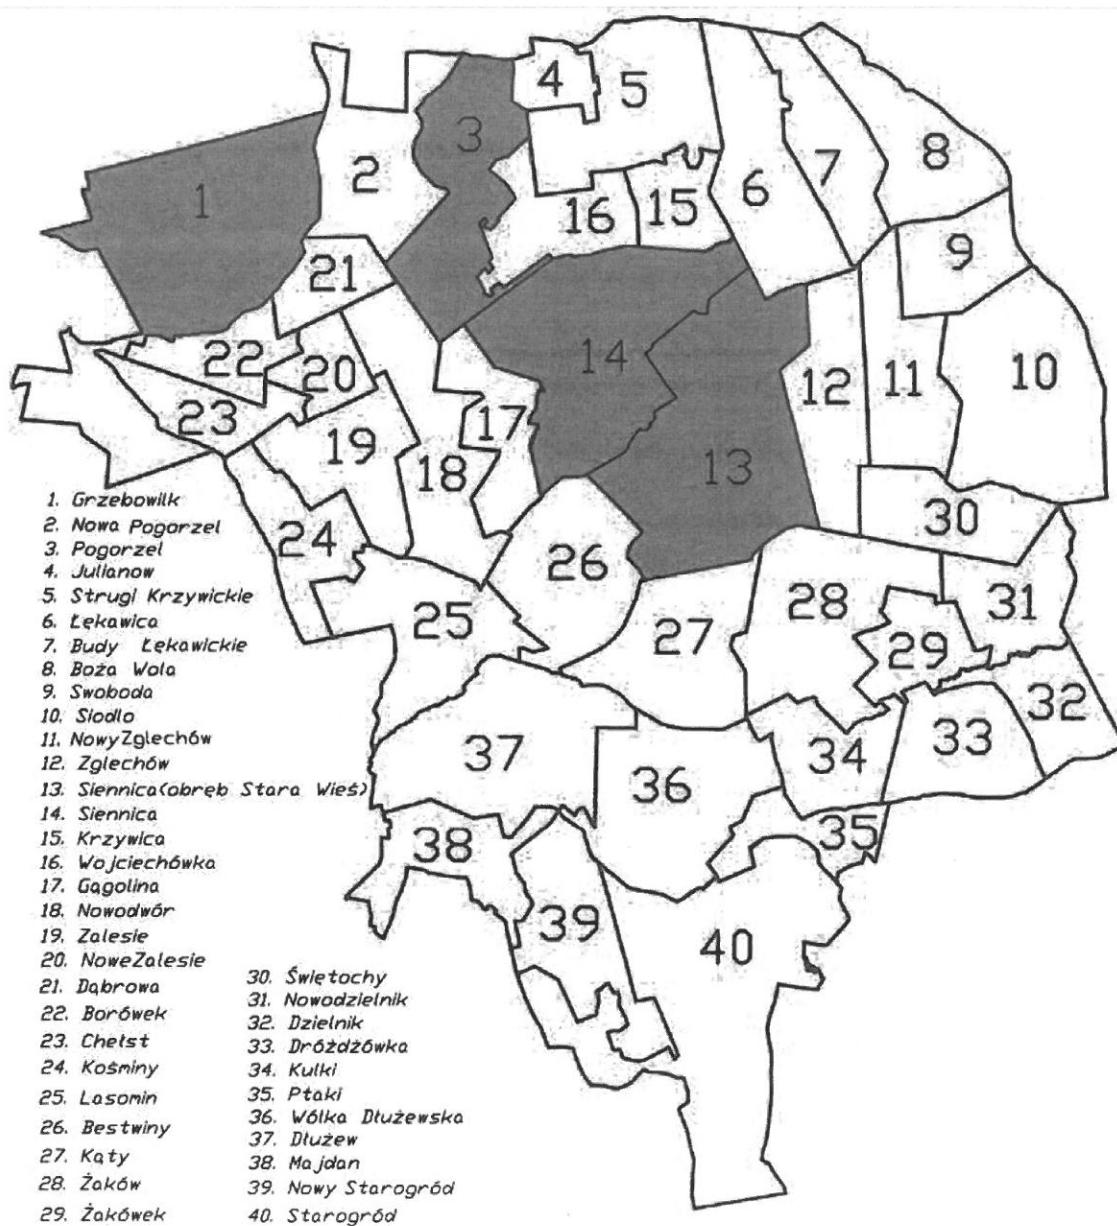 4
5
3
8
2
6
7
1
16
15
9
21
14
10
22
20
12
11
23
17
19
13
18
1. Grzebowilk
2. Nowa Pogorzel
3. Pogorzel
4. Julianow
5. Strugi Krzywickie
6. Łękawica
7. Budy Łękawickie
8. Boża Wola
9. Swoboda
10. Siodło
11. NowyZglechów
12. Zglechów
13. Siennica(obręb Stara Wieś)
14. Siennica
15. Krzywica
16. Wojciechówka
17. Gągolina
18. Nowodwór
19. Zalesie
20. NoweZalesie
21. Dąbrowa
22. Borówek
23. Chełst
24. Kośminy
25. Lasomin
26. Bestwiny
27. Kąty
28. Żaków
29. Żakówek
30
24
26
28
31
25
27
29
32
37
34
33
36
35
38
39
40
30. Świętochy
31. Nowodzielnik
32. Dzielnik
33. Dróżdżówka
34. Kulki
35. Ptaki
36. Wólka Dłużewska
37. Dłużew
38. Majdan
39. Nowy Starogród
40. Starogród